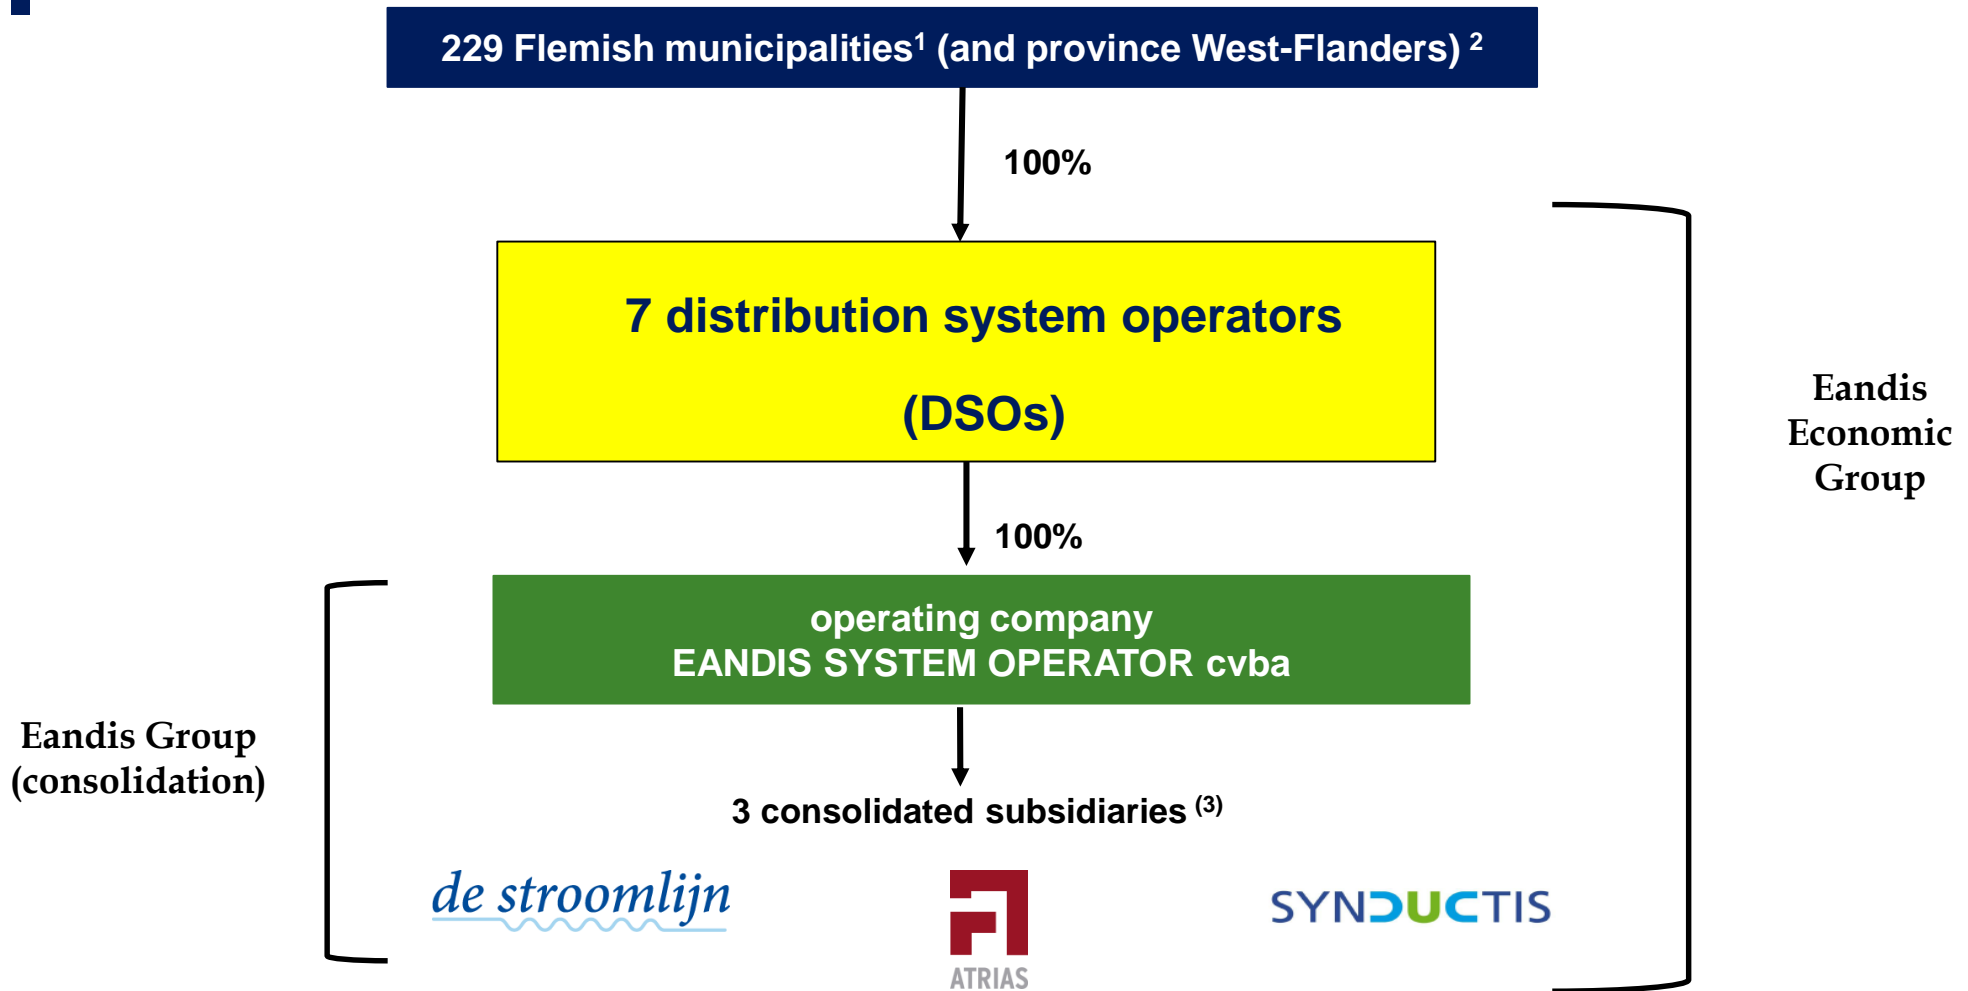 229 Flemish municipalities¹ (and province West-Flanders) ²
100%
7 distribution system operators
(DSOs)
Eandis
Economic
Group
100%
operating company
EANDIS SYSTEM OPERATOR cvba
Eandis Group
(consolidation)
3 consolidated subsidiaries ⁽³⁾
de stroomlijn
ATRIAS
SYNDUCTIS